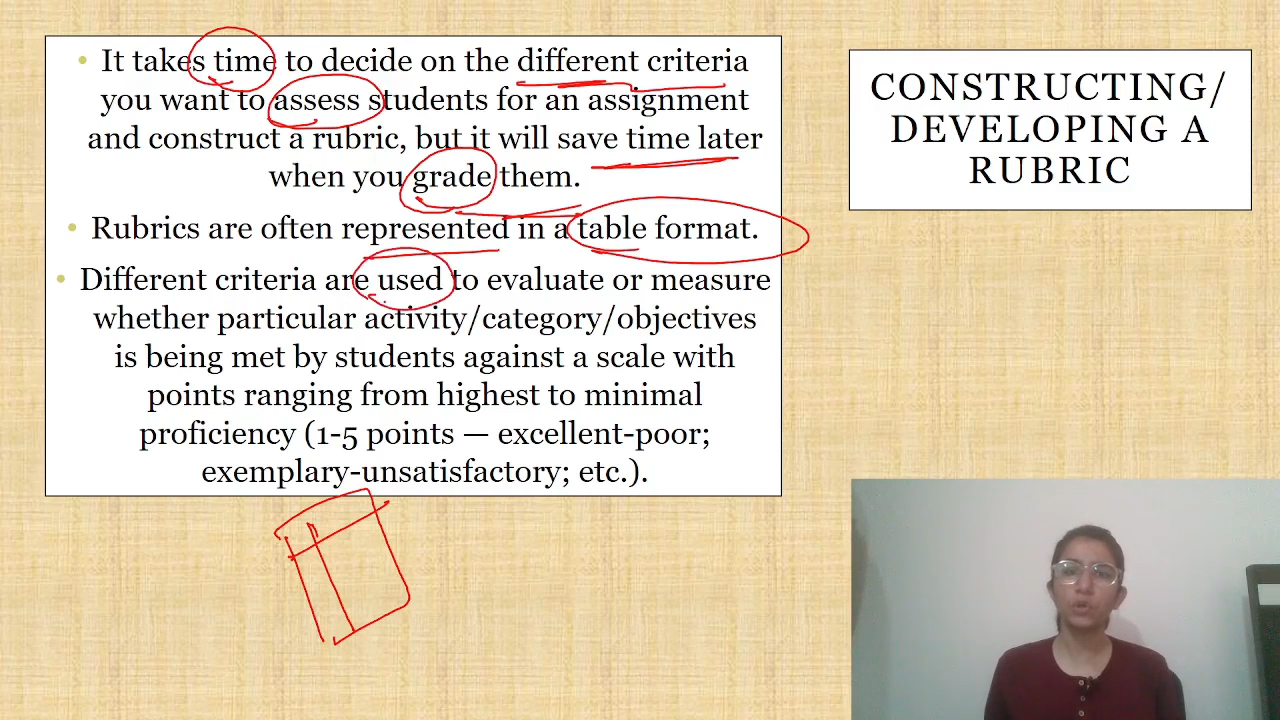 • It takes time to decide on the different criteria
you want to assess students for an assignment
and construct a rubric, but it will save time later
when you grade them.
• Rubrics are often represented in a table format.
• Different criteria are used to evaluate or measure
whether particular activity/category/objectives
is being met by students against a scale with
points ranging from highest to minimal
proficiency (1-5 points — excellent-poor;
exemplary-unsatisfactory; etc.).
CONSTRUCTING/
DEVELOPING A
RUBRIC